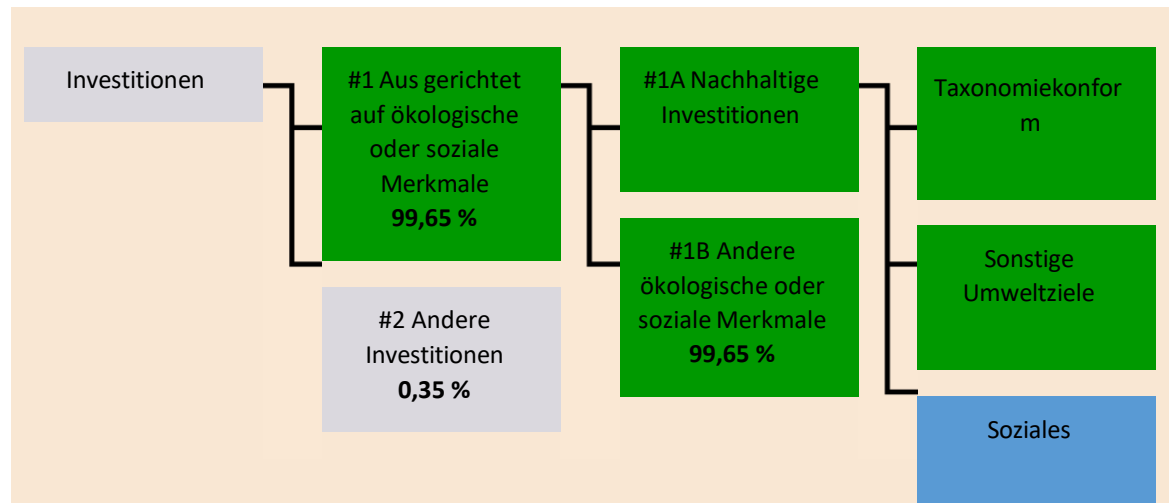 Investitionen
#1 Aus gerichtet
auf ökologische
oder soziale
Merkmale
99,65 %
#2 Andere
Investitionen
0,35 %
#1A Nachhaltige
Investitionen
#1B Andere
ökologische oder
soziale Merkmale
99,65 %
Taxonomiekonfor
m
Sonstige
Umweltziele
Soziales